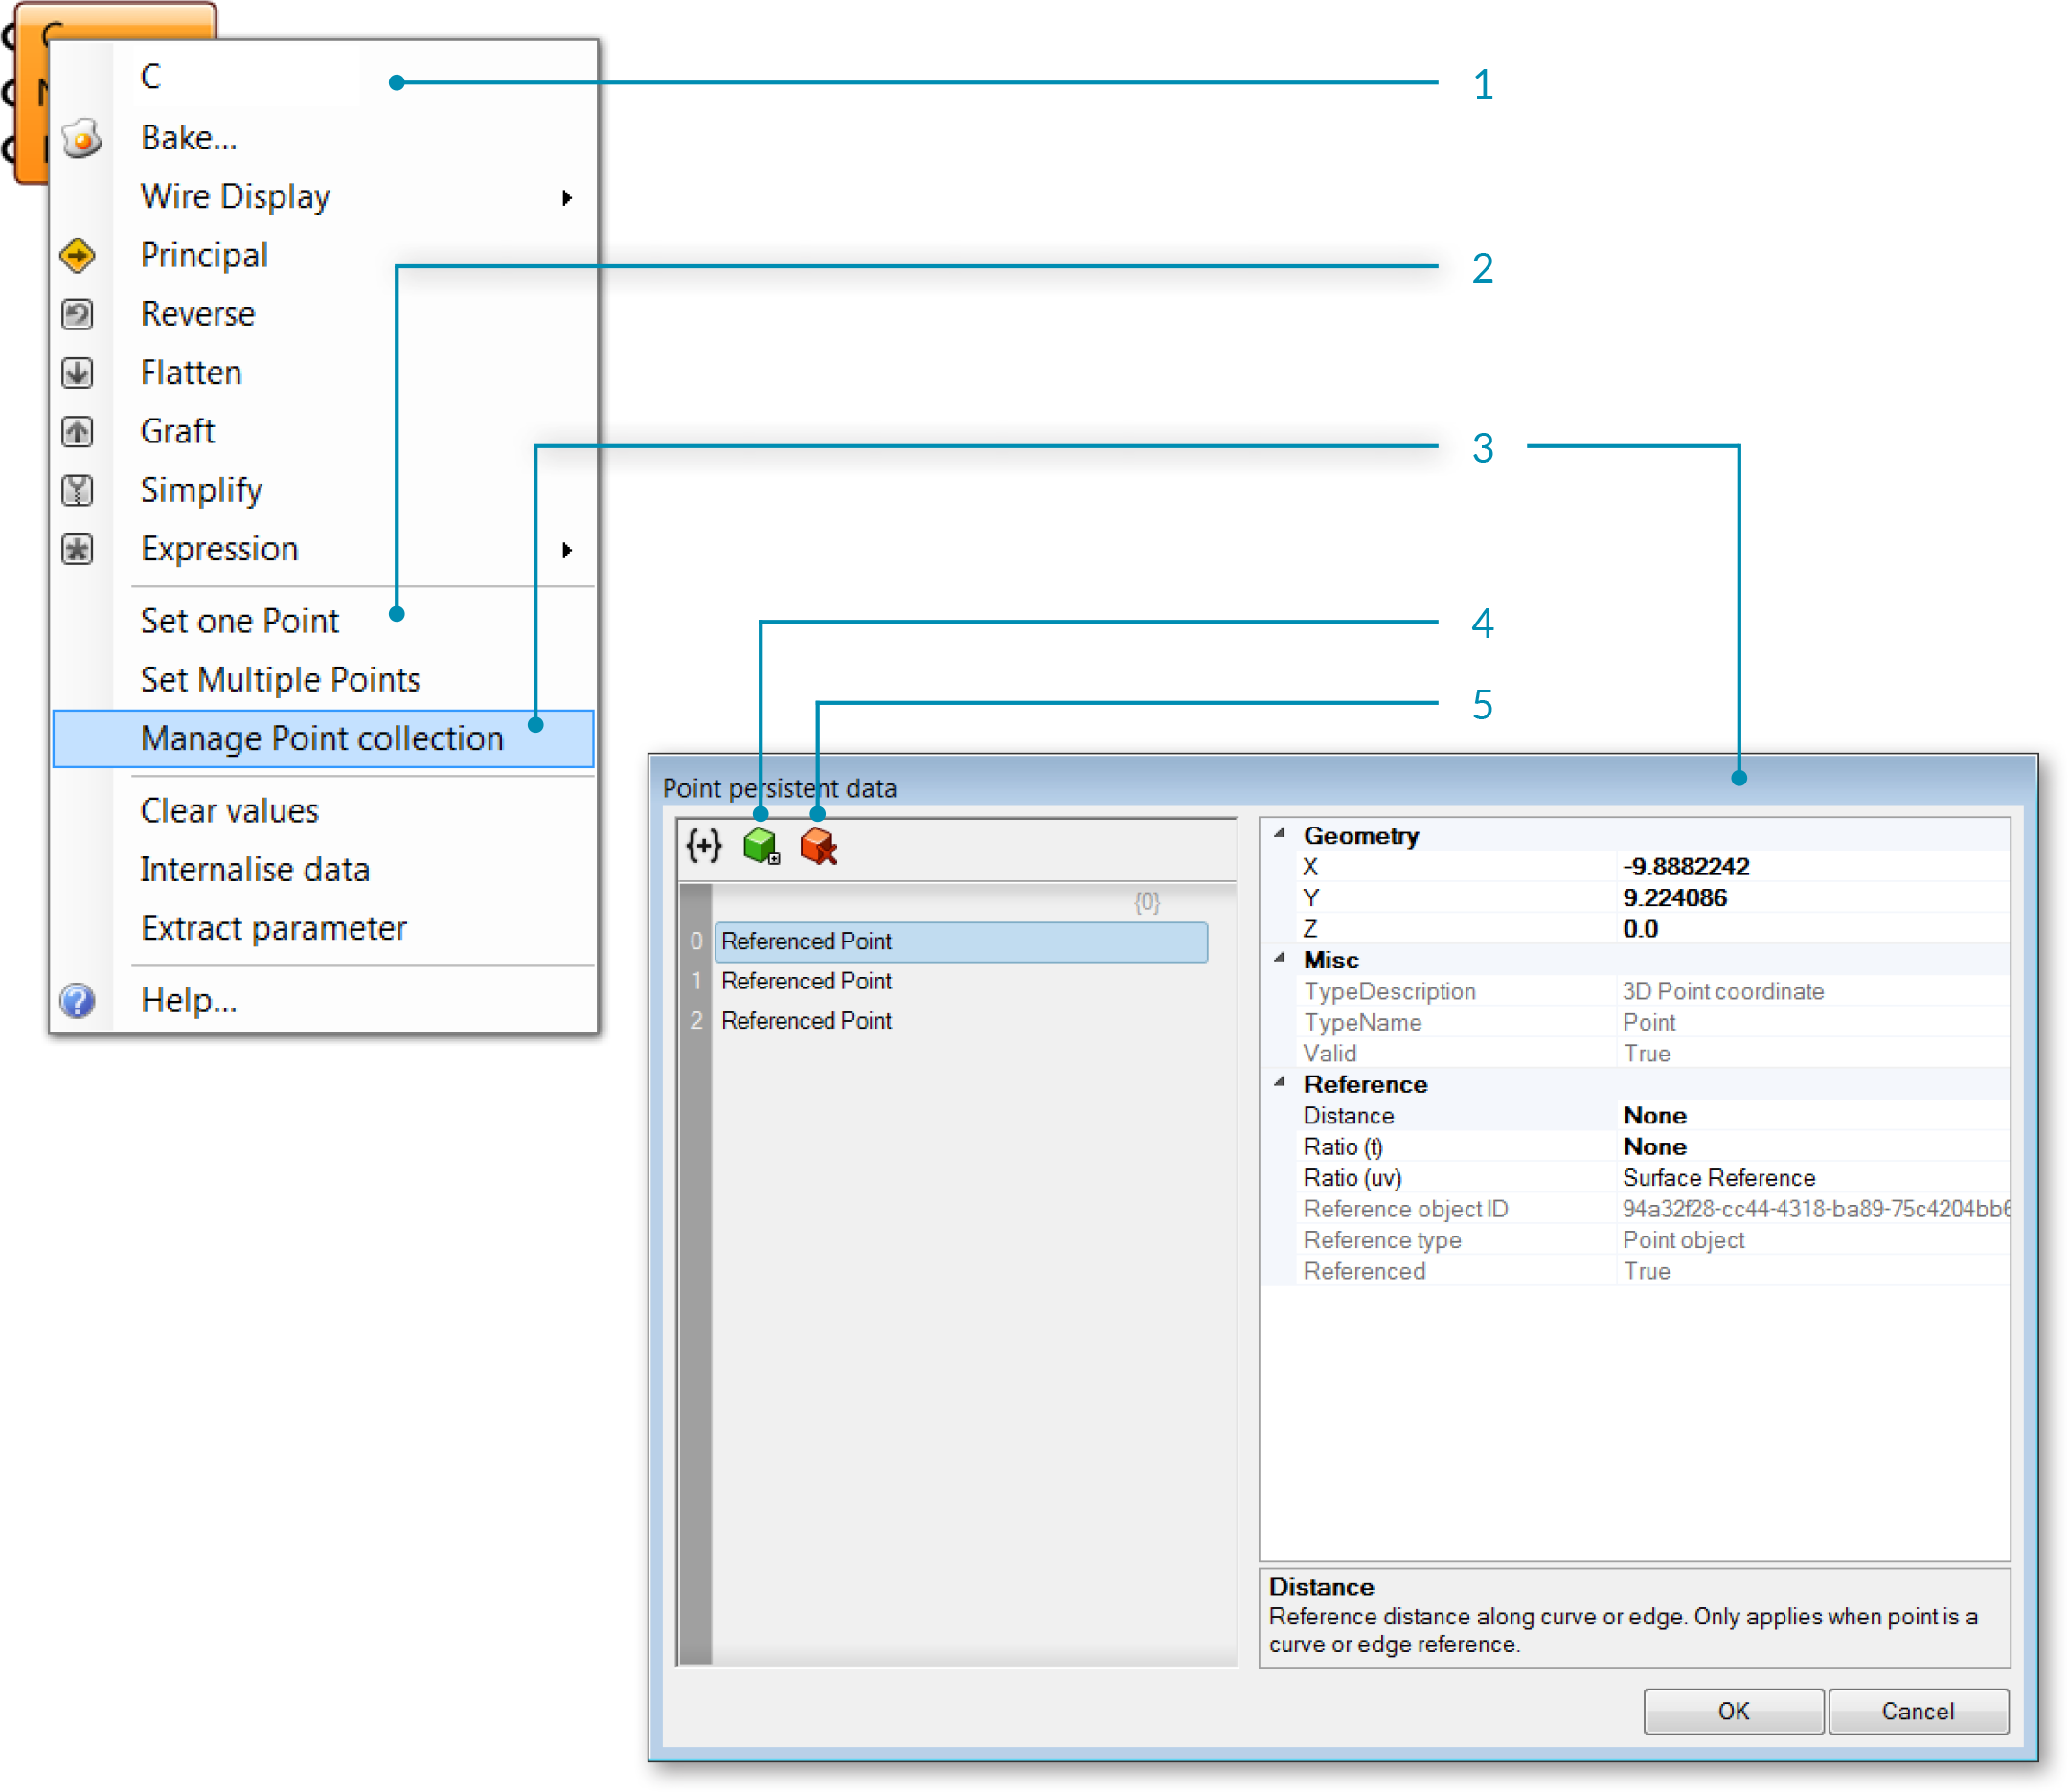 C
Bake...
Wire Display
Principal
Reverse
Flatten
Graft
Simplify
Expression
Set one Point
Set Multiple Points
Manage Point collection
Clear values
Internalise data
Extract parameter
Help...
1
2
3
4
5
Point persistent data
{+}
{0}
0 Referenced Point
1 Referenced Point
2 Referenced Point
Geometry
X -9.8882242
Y 9.224086
Z 0.0
Misc
TypeDescription 3D Point coordinate
TypeName Point
Valid True
Reference
Distance None
Ratio (t) None
Ratio (uv) Surface Reference
Reference object ID 94a32f28-cc44-4318-ba89-75c4204bb6
Reference type Point object
Referenced True
Distance
Reference distance along curve or edge. Only applies when point is a
curve or edge reference.
OK Cancel